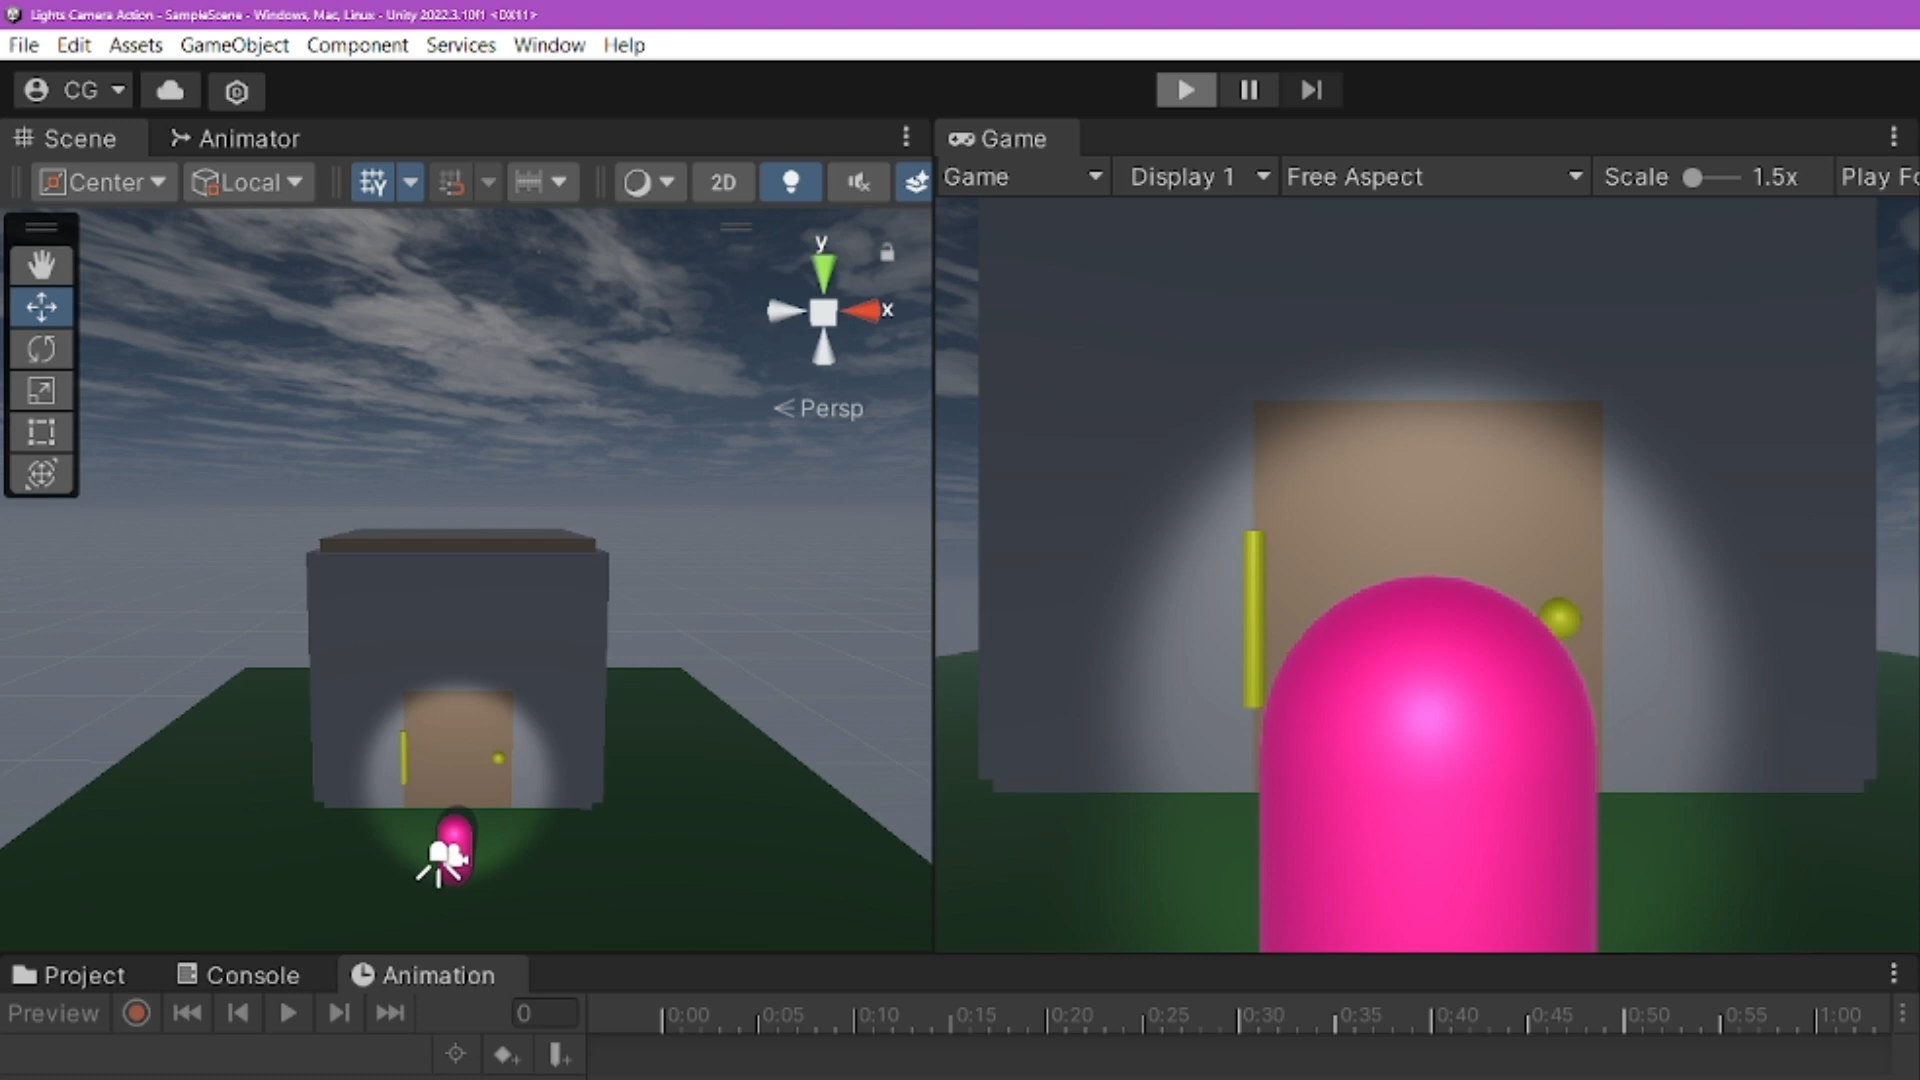 Lights Camera Action - SampleScene - Windows, Mac, Linux - Unity 2022.3.10f1 <DX11>
File Edit Assets GameObject Component Services Window Help
CG
Scene Animator Game
Center Local 2D Game Display 1 Free Aspect Scale 1.5x Play Fo
y
x
Persp
Project Console Animation
Preview 0 0:00 0:05 0:10 0:15 0:20 0:25 0:30 0:35 0:40 0:45 0:50 0:55 1:00